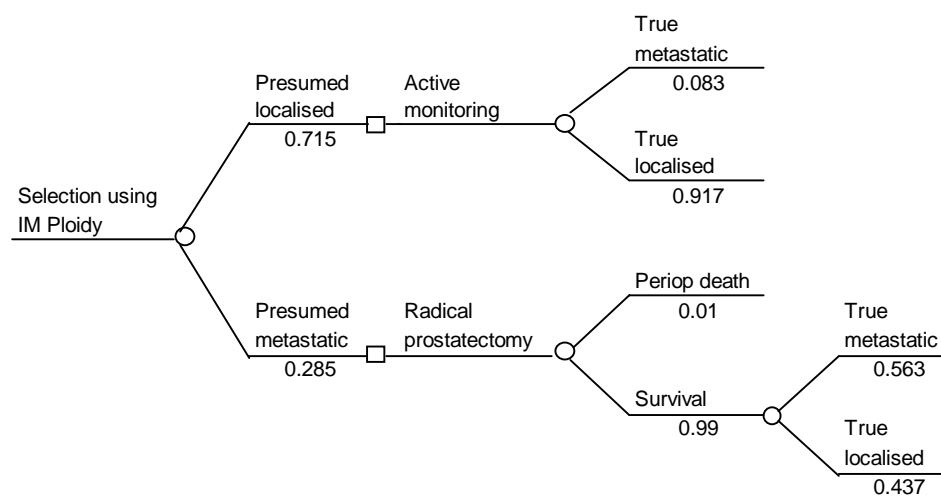 True
metastatic
0.083
Presumed
localised
0.715
Active
monitoring
True
localised
0.917
Selection using
IM Ploidy
Periop death
0.01
Presumed
metastatic
0.285
Radical
prostatectomy
True
metastatic
0.563
Survival
0.99
True
localised
0.437